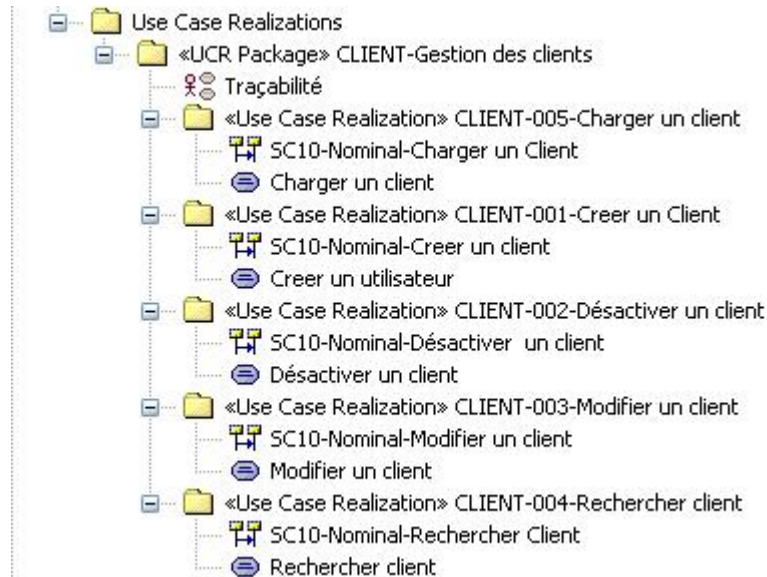 Use Case Realizations
«UCR Package» CLIENT-Gestion des clients
Traçabilité
«Use Case Realization» CLIENT-005-Charger un client
SC10-Nominal-Charger un Client
Charger un client
«Use Case Realization» CLIENT-001-Creer un Client
SC10-Nominal-Creer un client
Creer un utilisateur
«Use Case Realization» CLIENT-002-Désactiver un client
SC10-Nominal-Désactiver  un client
Désactiver un client
«Use Case Realization» CLIENT-003-Modifier un client
SC10-Nominal-Modifier un client
Modifier un client
«Use Case Realization» CLIENT-004-Rechercher client
SC10-Nominal-Rechercher Client
Rechercher client